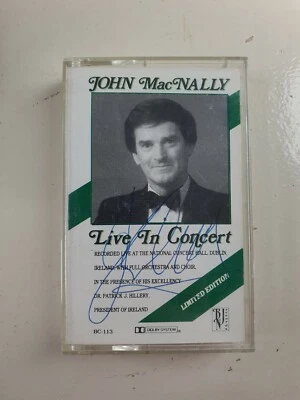 JOHN MacNALLY
Live In Concert
RECORDED LIVE AT THE NATIONAL CONCERT HALL, DUBLIN,
IRELAND WITH FULL ORCHESTRA AND CHOIR,
IN THE PRESENCE OF HIS EXCELLENCY
DR. PATRICK J. HILLERY
PRESIDENT OF IRELAND
LIMITED EDITION
BC-113
DOLBY SYSTEM